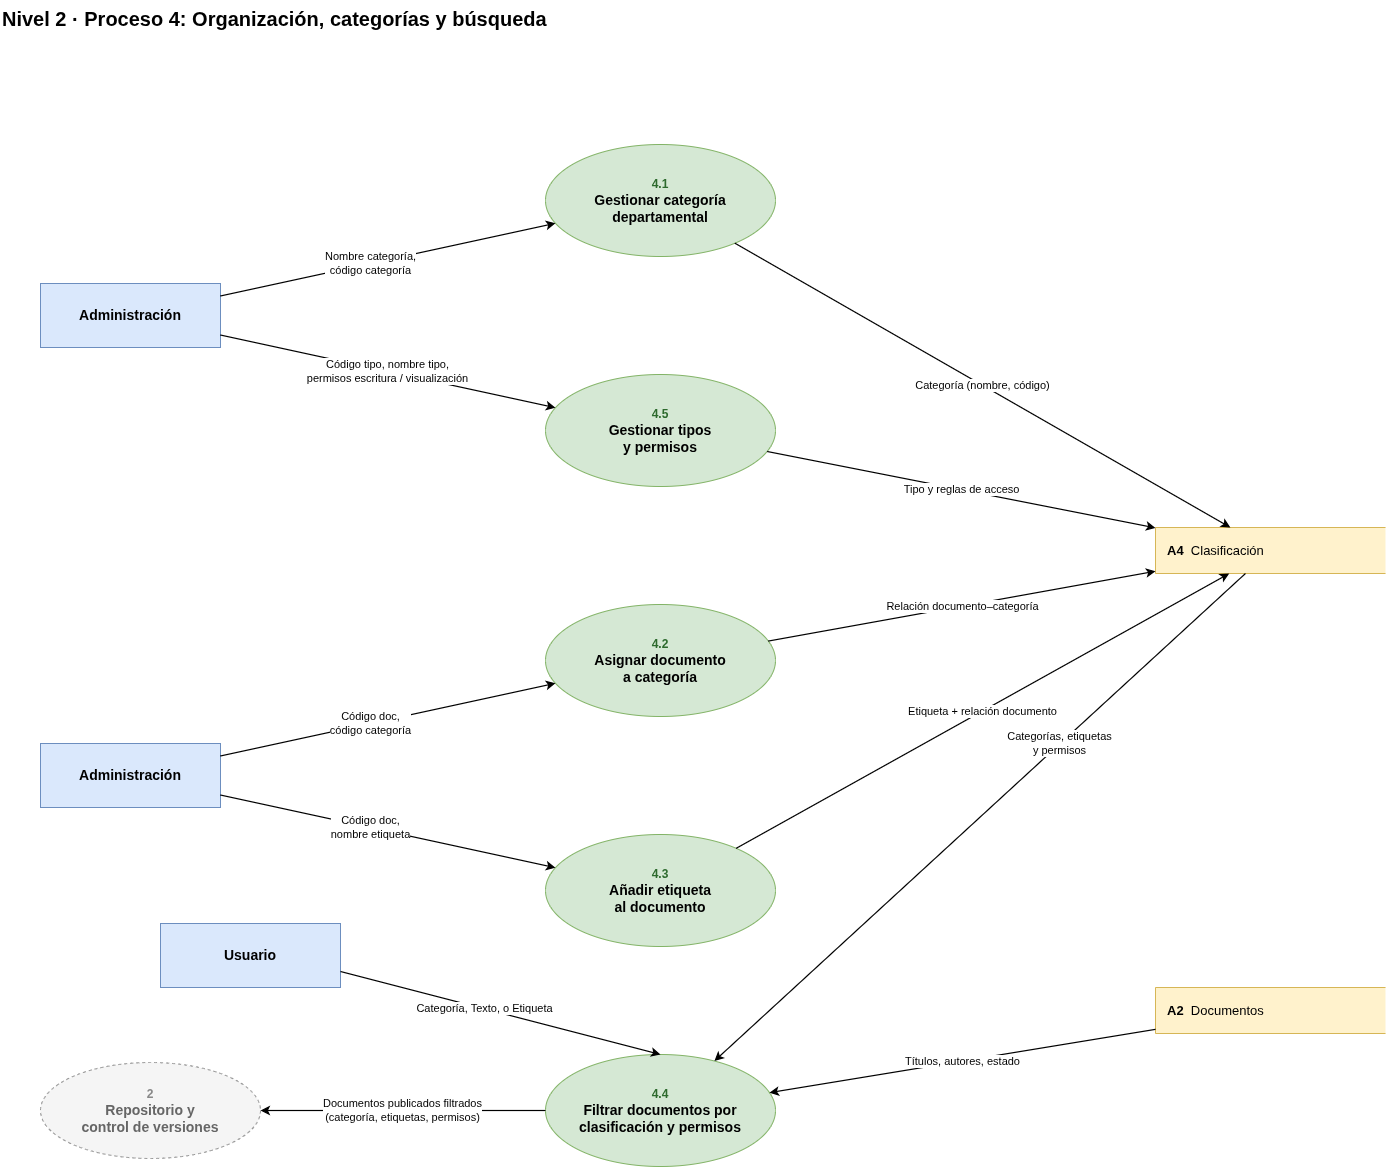 Nivel 2 · Proceso 4: Organización, categorías y búsqueda
4.1
Gestionar categoría
departamental
Nombre categoría,
código categoría
Administración
Código tipo, nombre tipo,
permisos escritura / visualización
4.5
Gestionar tipos
y permisos
Categoría (nombre, código)
Tipo y reglas de acceso
A4 Clasificación
Relación documento–categoría
4.2
Asignar documento
a categoría
Código doc,
código categoría
Administración
Código doc,
nombre etiqueta
Etiqueta + relación documento
Categorías, etiquetas
y permisos
4.3
Añadir etiqueta
al documento
Usuario
Categoría, Texto, o Etiqueta
A2 Documentos
Títulos, autores, estado
2
Repositorio y
control de versiones
Documentos publicados filtrados
(categoría, etiquetas, permisos)
4.4
Filtrar documentos por
clasificación y permisos